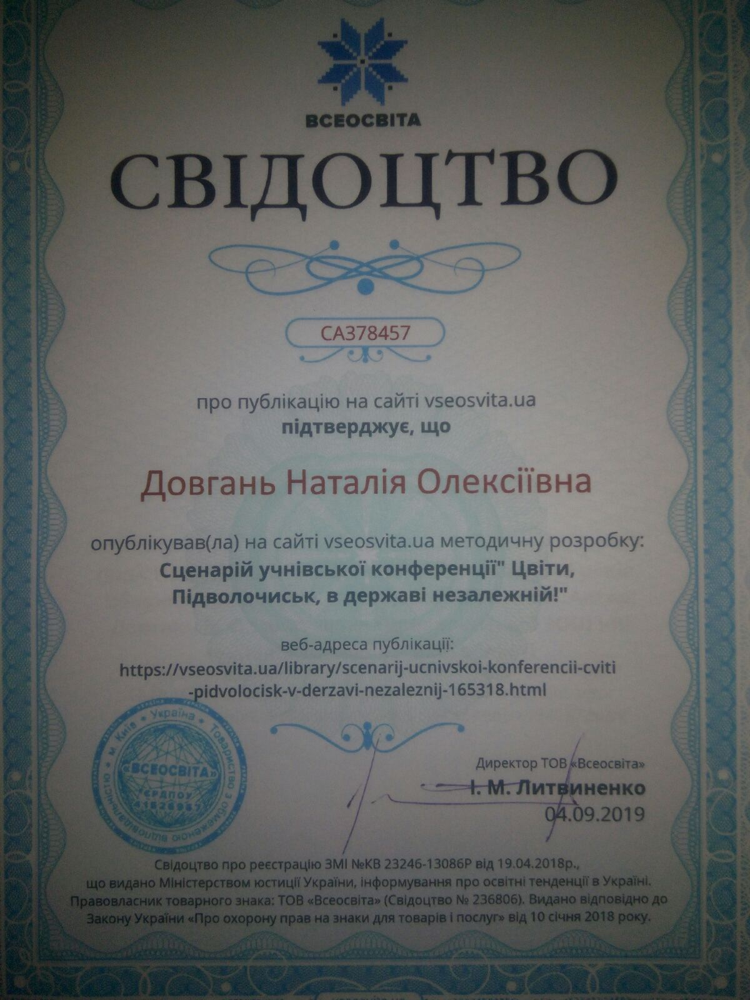 ВСЕОСВІТА
СВІДОЦТВО
СА378457
про публікацію на сайті vseosvita.ua
підтверджує, що
Довгань Наталія Олексіївна
опублікував(ла) на сайті vseosvita.ua методичну розробку:
Сценарій учнівської конференції" Цвіти,
Підволочиськ, в державі незалежній!"
веб-адреса публікації:
https://vseosvita.ua/library/scenarij-ucnivskoi-konferencii-cviti
-pidvolocisk-v-derzavi-nezaleznij-165318.html
м. Київ • Україна • Товариство з обмеженою відповідальністю •
«ВСЕОСВІТА»
ЄРДПОУ
Директор ТОВ «Всеосвіта»
І. М. Литвиненко
04.09.2019
Свідоцтво про реєстрацію ЗМІ №КВ 23246-13086Р від 19.04.2018р.,
що видано Міністерством юстиції України, інформування про освітні тенденції в Україні.
Правовласник товарного знака: ТОВ «Всеосвіта» (Свідоцтво № 236806). Видано відповідно до
Закону України «Про охорону прав на знаки для товарів і послуг» від 10 січня 2018 року.